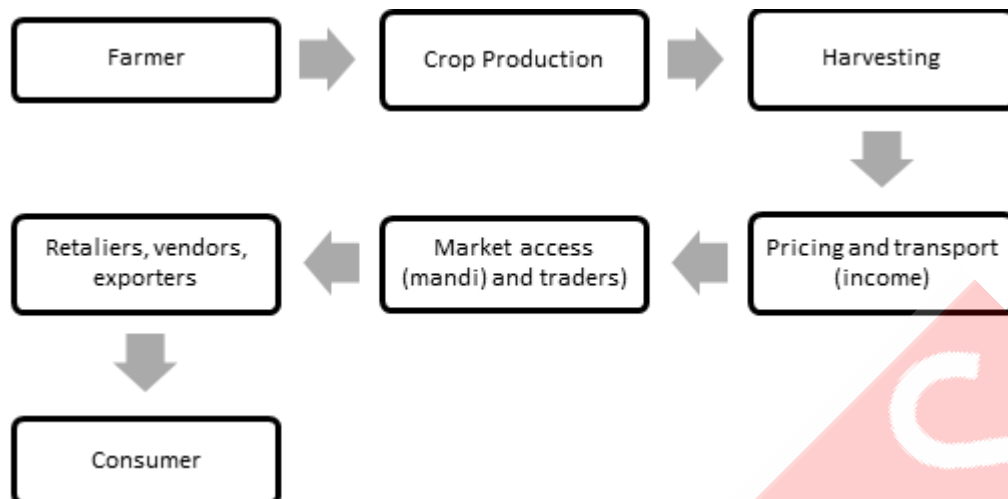 Farmer
Crop Production
Harvesting
Pricing and transport
(income)
Market access
(mandi) and traders)
Retaliers, vendors,
exporters
Consumer